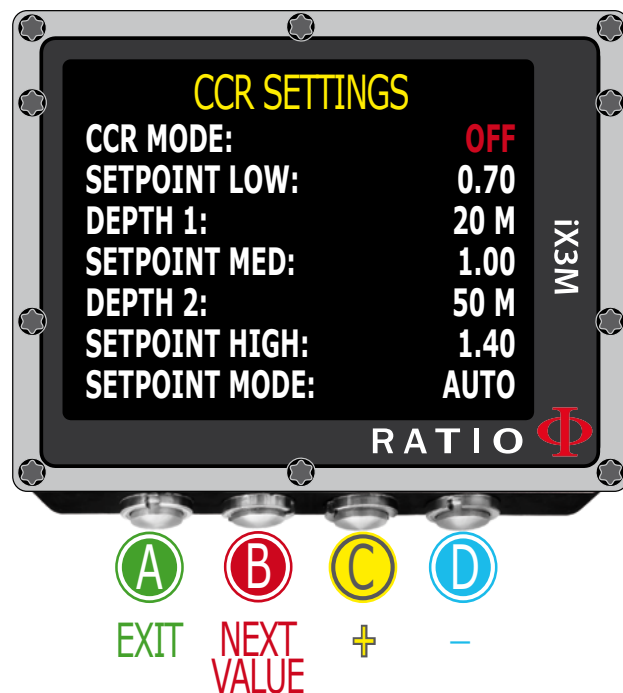 CCR SETTINGS
CCR MODE: OFF
SETPOINT LOW: 0.70
DEPTH 1: 20 M
SETPOINT MED: 1.00
DEPTH 2: 50 M
SETPOINT HIGH: 1.40
SETPOINT MODE: AUTO
iX3M
RATIO
A B C D
EXIT NEXT VALUE + –